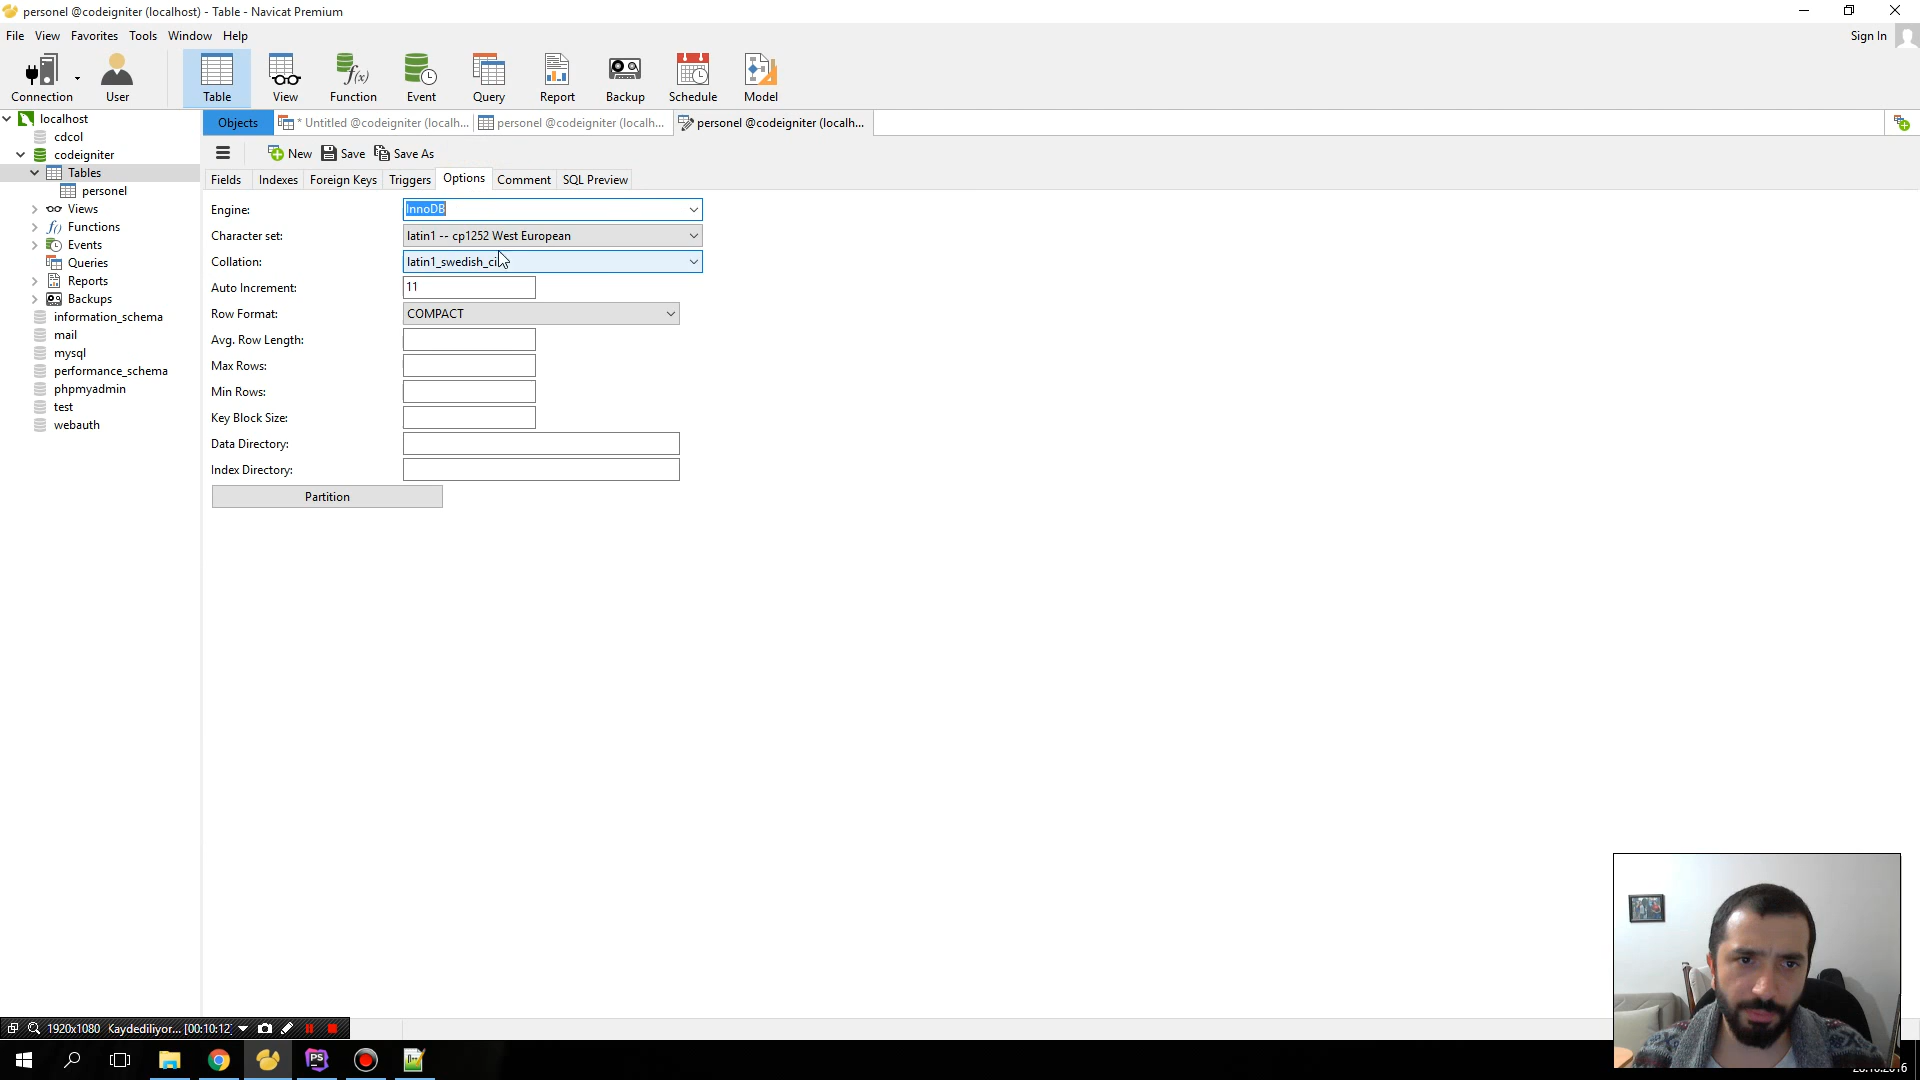 personel @codeigniter (localhost) - Table - Navicat Premium
File View Favorites Tools Window Help
Sign In
Connection User Table View Function Event Query Report Backup Schedule Model
localhost
cdcol
codeigniter
Tables
personel
Views
Functions
Events
Queries
Reports
Backups
information_schema
mail
mysql
performance_schema
phpmyadmin
test
webauth
Objects * Untitled @codeigniter (localh... personel @codeigniter (localh... personel @codeigniter (localh...
New Save Save As
Fields Indexes Foreign Keys Triggers Options Comment SQL Preview
Engine: InnoDB
Character set: latin1 -- cp1252 West European
Collation: latin1_swedish_ci
Auto Increment: 11
Row Format: COMPACT
Avg. Row Length:
Max Rows:
Min Rows:
Key Block Size:
Data Directory:
Index Directory:
Partition
1920x1080 Kaydediliyor... [00:10:12]